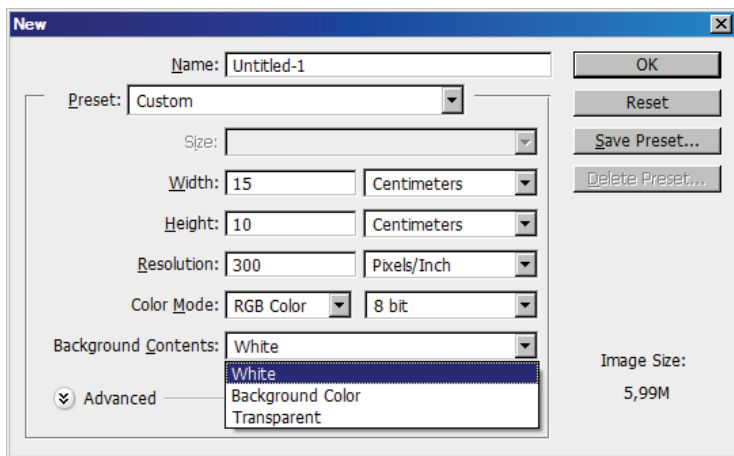 New
Name: Untitled-1
OK
Preset: Custom
Reset
Size:
Save Preset...
Width: 15 Centimeters
Delete Preset...
Height: 10 Centimeters
Resolution: 300 Pixels/Inch
Color Mode: RGB Color 8 bit
Background Contents: White
White
Background Color
Transparent
Advanced
Image Size:
5,99M